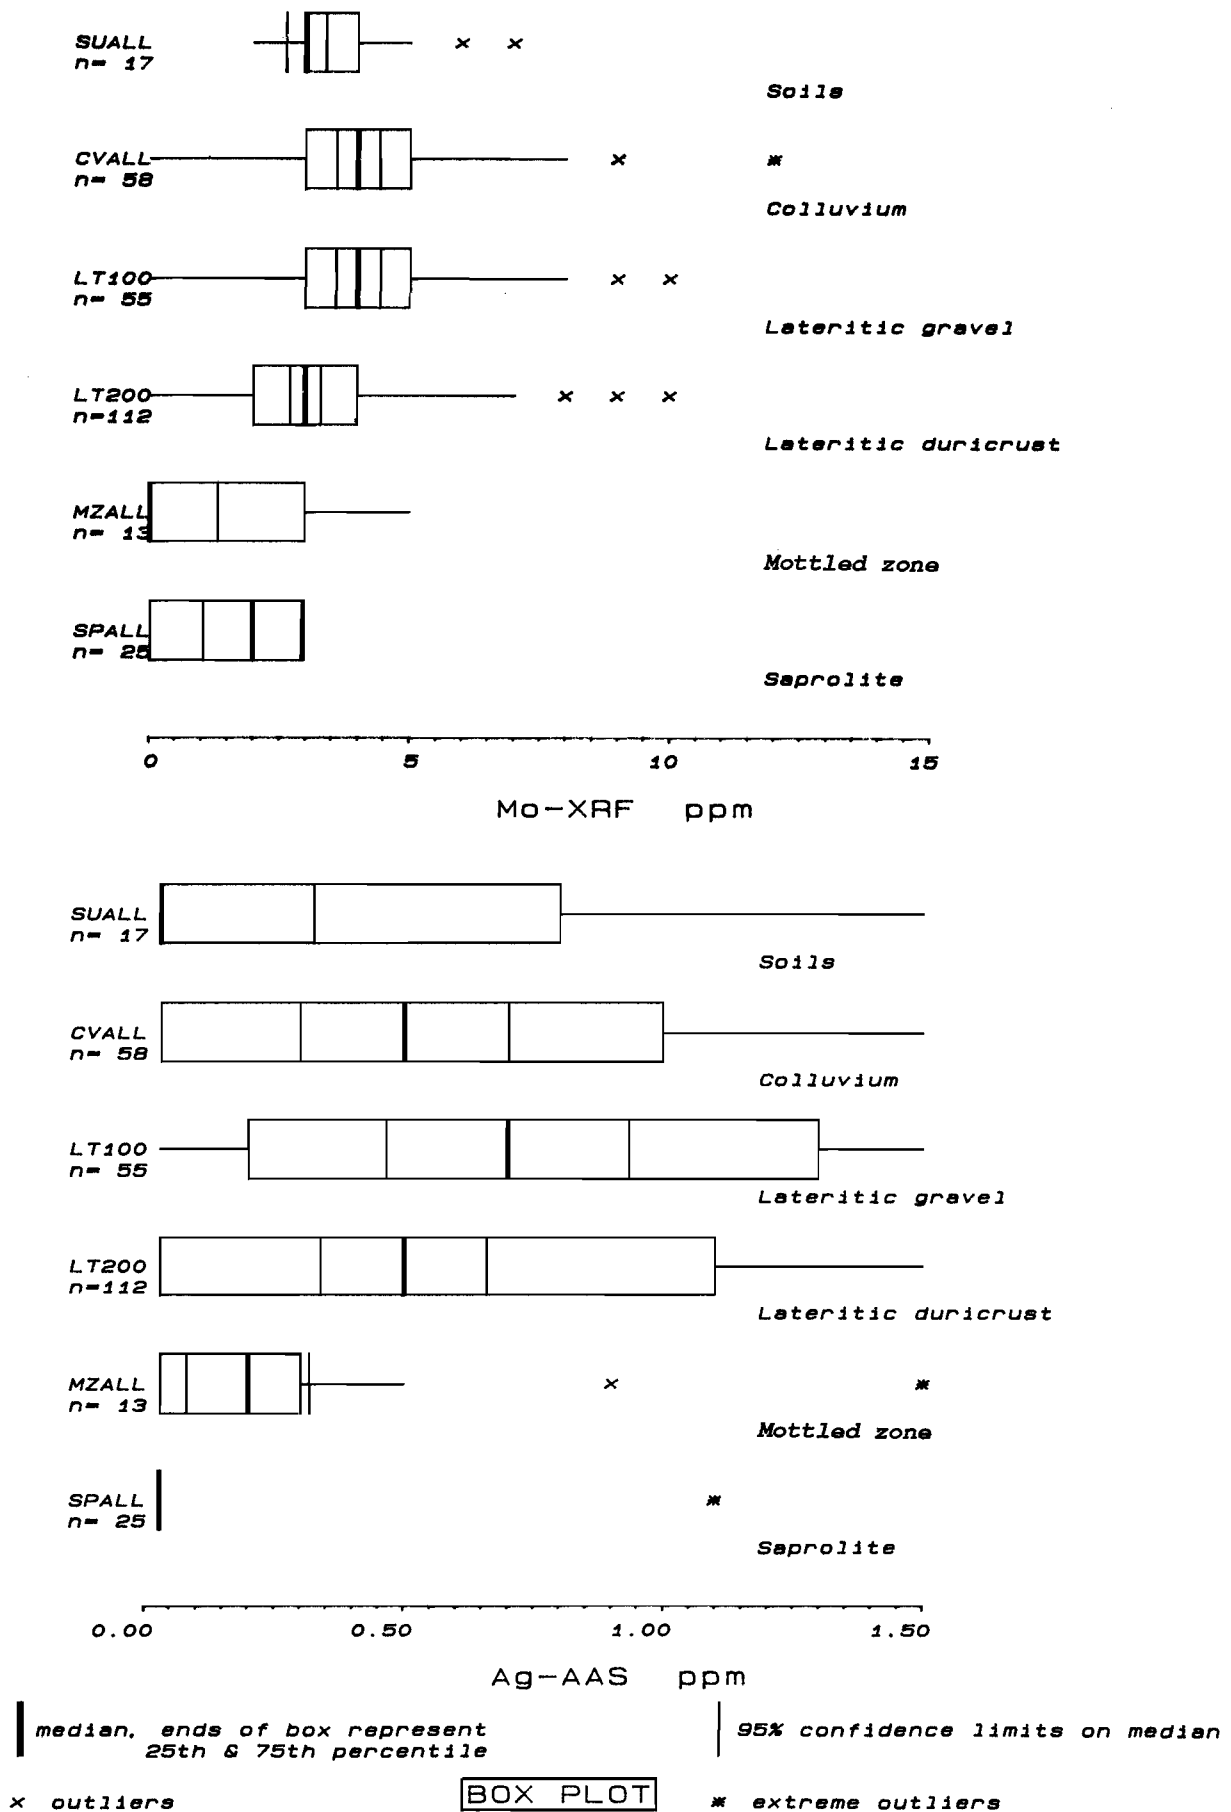 SUALL
n= 17
Soils
CVALL
n= 58
Colluvium
LT100
n= 55
Lateritic gravel
LT200
n=112
Lateritic duricrust
MZALL
n= 13
Mottled zone
SPALL
n= 25
Saprolite
0 5 10 15
Mo-XRF ppm
SUALL
n= 17
Soils
CVALL
n= 58
Colluvium
LT100
n= 55
Lateritic gravel
LT200
n=112
Lateritic duricrust
MZALL
n= 13
Mottled zone
SPALL
n= 25
Saprolite
0.00 0.50 1.00 1.50
Ag-AAS ppm
median, ends of box represent
25th & 75th percentile
95% confidence limits on median
x outliers
BOX PLOT
* extreme outliers